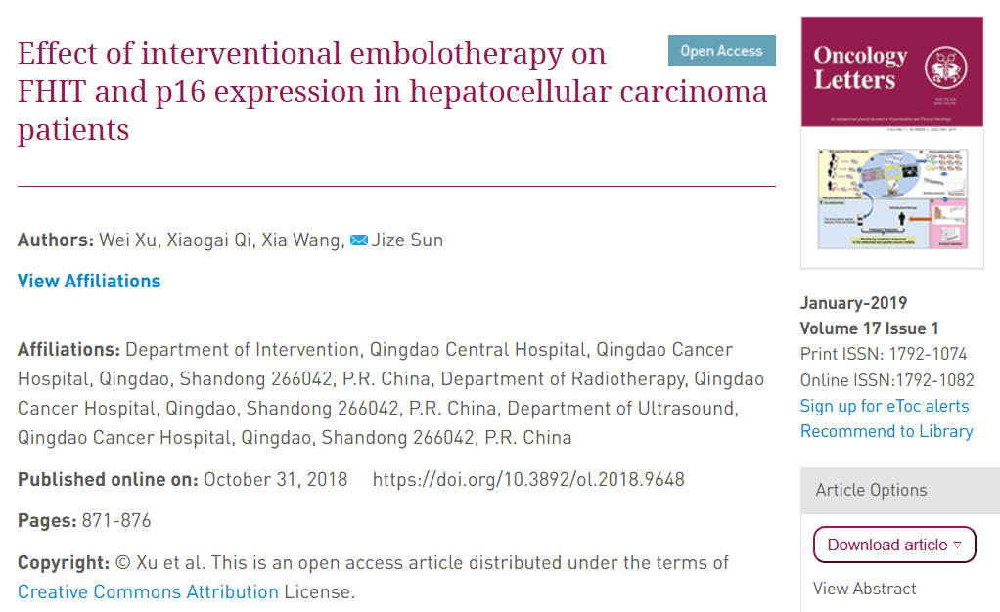 Effect of interventional embolotherapy on
FHIT and p16 expression in hepatocellular carcinoma
patients
Open Access
Authors: Wei Xu, Xiaogai Qi, Xia Wang, Jize Sun
View Affiliations
Affiliations: Department of Intervention, Qingdao Central Hospital, Qingdao Cancer
Hospital, Qingdao, Shandong 266042, P.R. China, Department of Radiotherapy, Qingdao
Cancer Hospital, Qingdao, Shandong 266042, P.R. China, Department of Ultrasound,
Qingdao Cancer Hospital, Qingdao, Shandong 266042, P.R. China
Published online on: October 31, 2018 https://doi.org/10.3892/ol.2018.9648
Pages: 871-876
Copyright: © Xu et al. This is an open access article distributed under the terms of
Creative Commons Attribution License.
Oncology
Letters
January-2019
Volume 17 Issue 1
Print ISSN: 1792-1074
Online ISSN:1792-1082
Sign up for eToc alerts
Recommend to Library
Article Options
Download article ▿
View Abstract